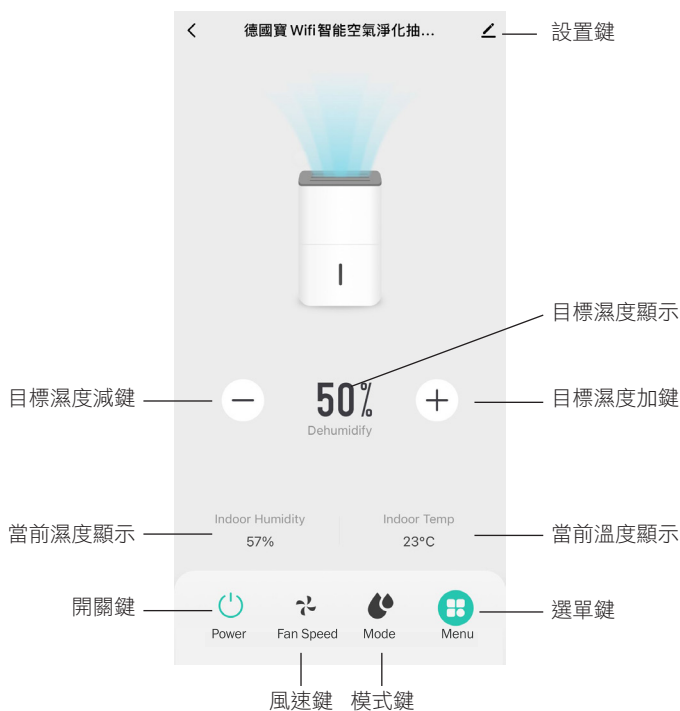 德國寶 Wifi 智能空氣淨化抽...
設置鍵
目標濕度顯示
目標濕度減鍵
50%
目標濕度加鍵
Dehumidify
Indoor Humidity
Indoor Temp
當前濕度顯示
57%
23°C
當前溫度顯示
開關鍵
選單鍵
Power
Fan Speed
Mode
Menu
風速鍵
模式鍵